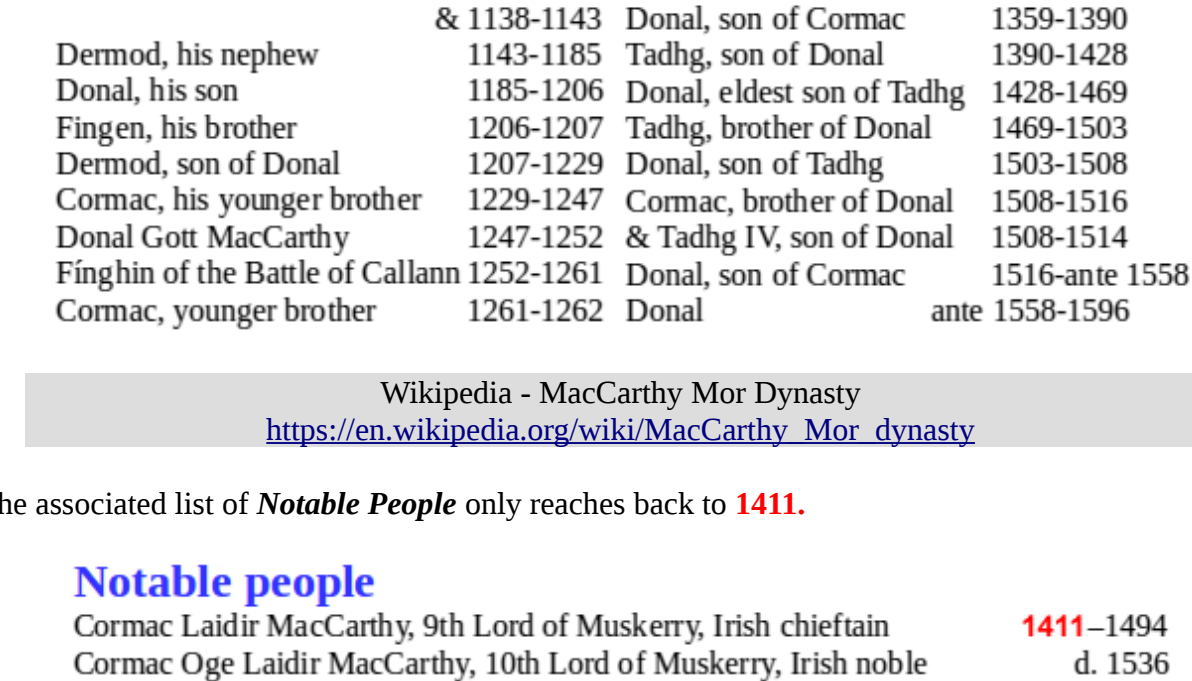 & 1138-1143 Donal, son of Cormac 1359-1390
Dermod, his nephew 1143-1185 Tadhg, son of Donal 1390-1428
Donal, his son 1185-1206 Donal, eldest son of Tadhg 1428-1469
Fingen, his brother 1206-1207 Tadhg, brother of Donal 1469-1503
Dermod, son of Donal 1207-1229 Donal, son of Tadhg 1503-1508
Cormac, his younger brother 1229-1247 Cormac, brother of Donal 1508-1516
Donal Gott MacCarthy 1247-1252 & Tadhg IV, son of Donal 1508-1514
Fínghin of the Battle of Callann 1252-1261 Donal, son of Cormac 1516-ante 1558
Cormac, younger brother 1261-1262 Donal ante 1558-1596
Wikipedia - MacCarthy Mor Dynasty
https://en.wikipedia.org/wiki/MacCarthy_Mor_dynasty
he associated list of Notable People only reaches back to 1411.
Notable people
Cormac Laidir MacCarthy, 9th Lord of Muskerry, Irish chieftain 1411–1494
Cormac Oge Laidir MacCarthy, 10th Lord of Muskerry, Irish noble d. 1536